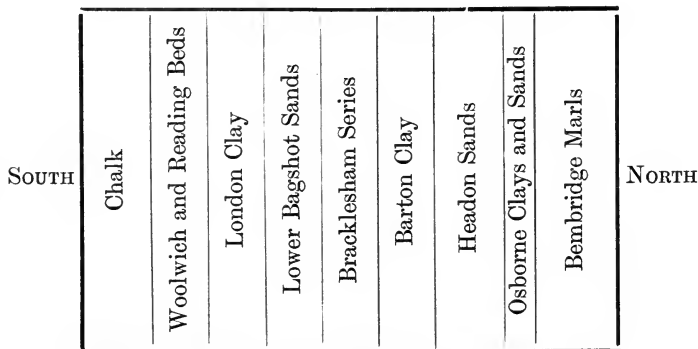 SOUTH
Chalk
Woolwich and Reading Beds
London Clay
Lower Bagshot Sands
Bracklesham Series
Barton Clay
Headon Sands
Osborne Clays and Sands
Bembridge Marls
NORTH